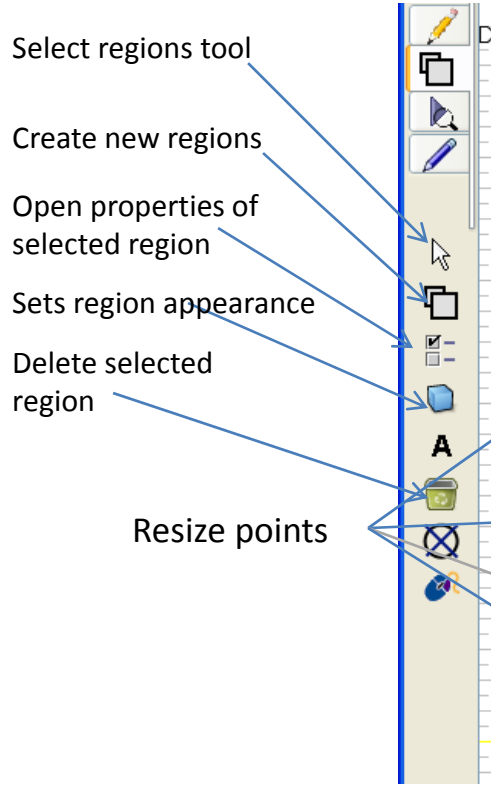 Select regions tool
Create new regions
Open properties of
selected region
Sets region appearance
Delete selected
region
A
Resize points